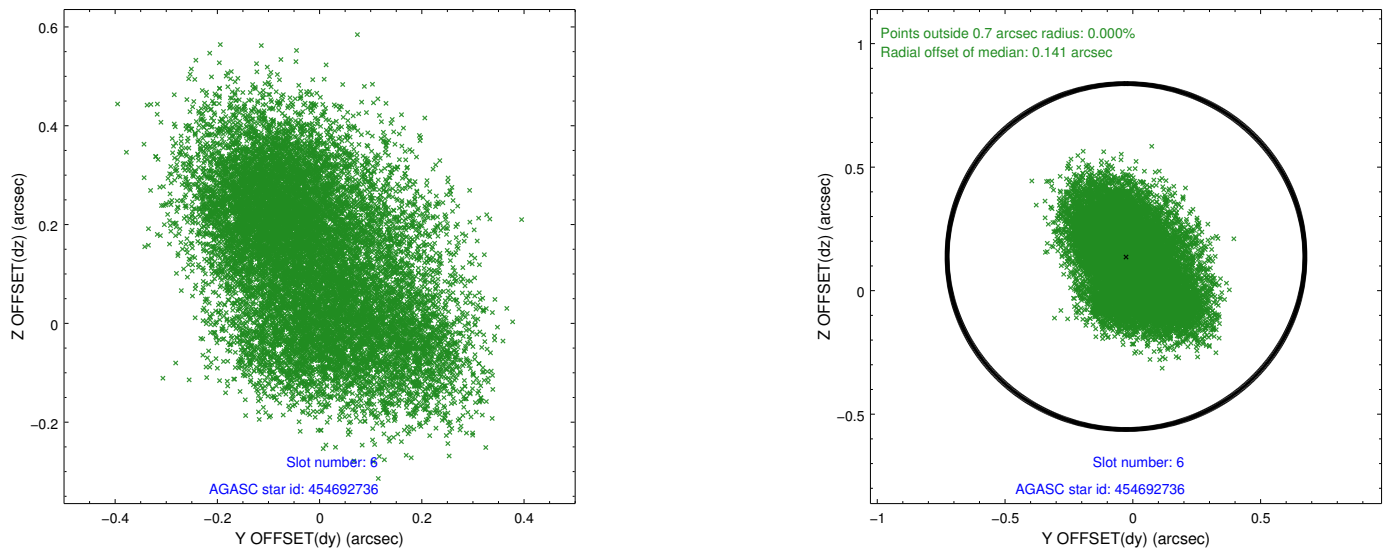 0.6
0.4
0.2
0
−0.2
−0.4
−0.2
0
0.2
0.4
Z OFFSET(dz) (arcsec)
Y OFFSET(dy) (arcsec)
Slot number: 6
AGASC star id: 454692736
Points outside 0.7 arcsec radius: 0.000%
Radial offset of median: 0.141 arcsec
1
0.5
0
−0.5
−1
−0.5
0
0.5
Z OFFSET(dz) (arcsec)
Y OFFSET(dy) (arcsec)
Slot number: 6
AGASC star id: 454692736